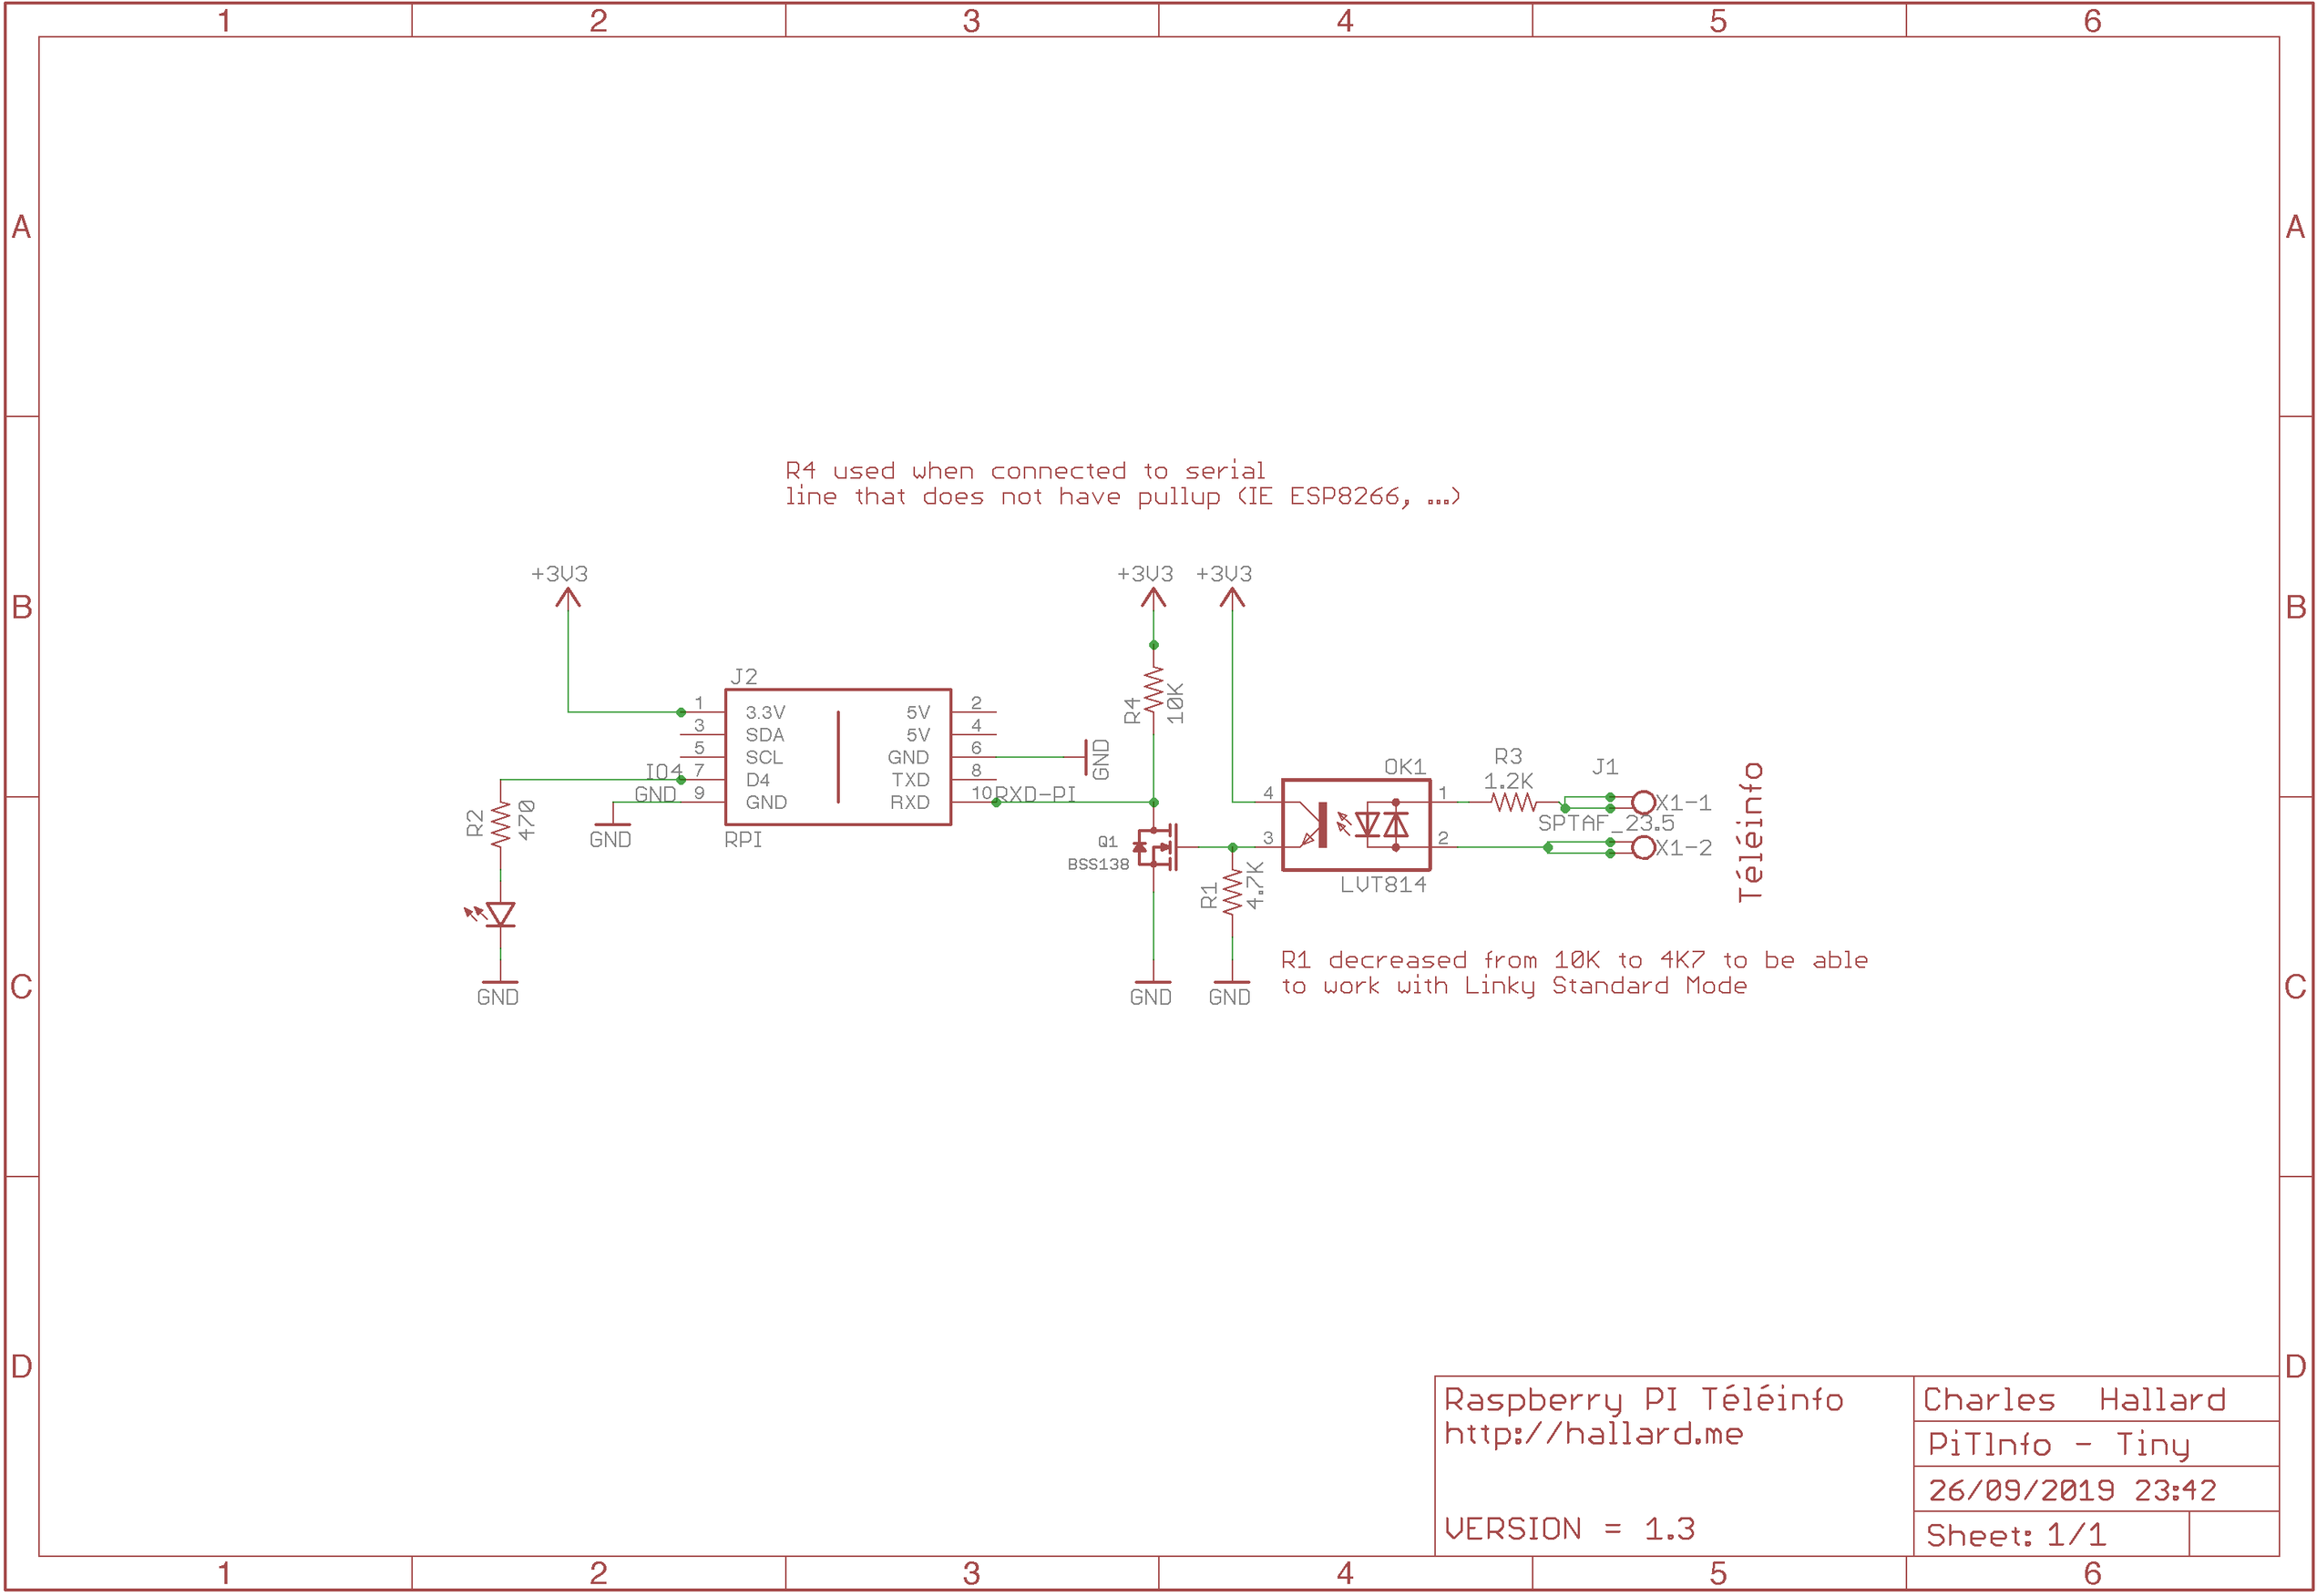 1 2 3 4 5 6
A A
R4 used when connected to serial
line that does not have pullup (IE ESP8266, ...)
+3V3 +3V3 +3V3
B B
J2
1 3.3V 5V 2
3 SDA 5V 4
5 SCL GND 6
IO4 7 D4 TXD 8
GND 9 GND RXD 10 RXD-PI
RPI
GND
GND
R2 470
GND
R4 10K
Q1
BSS138
GND
R1 4.7K
GND
OK1
4 1
3 2
LVT814
R3
1.2K
J1
X1-1
SPTAF_23.5
X1-2
Téléinfo
R1 decreased from 10K to 4K7 to be able
to work with Linky Standard Mode
C C
D D
Raspberry PI Téléinfo
http://hallard.me
VERSION = 1.3
Charles Hallard
PiTInfo - Tiny
26/09/2019 23:42
Sheet: 1/1
1 2 3 4 5 6